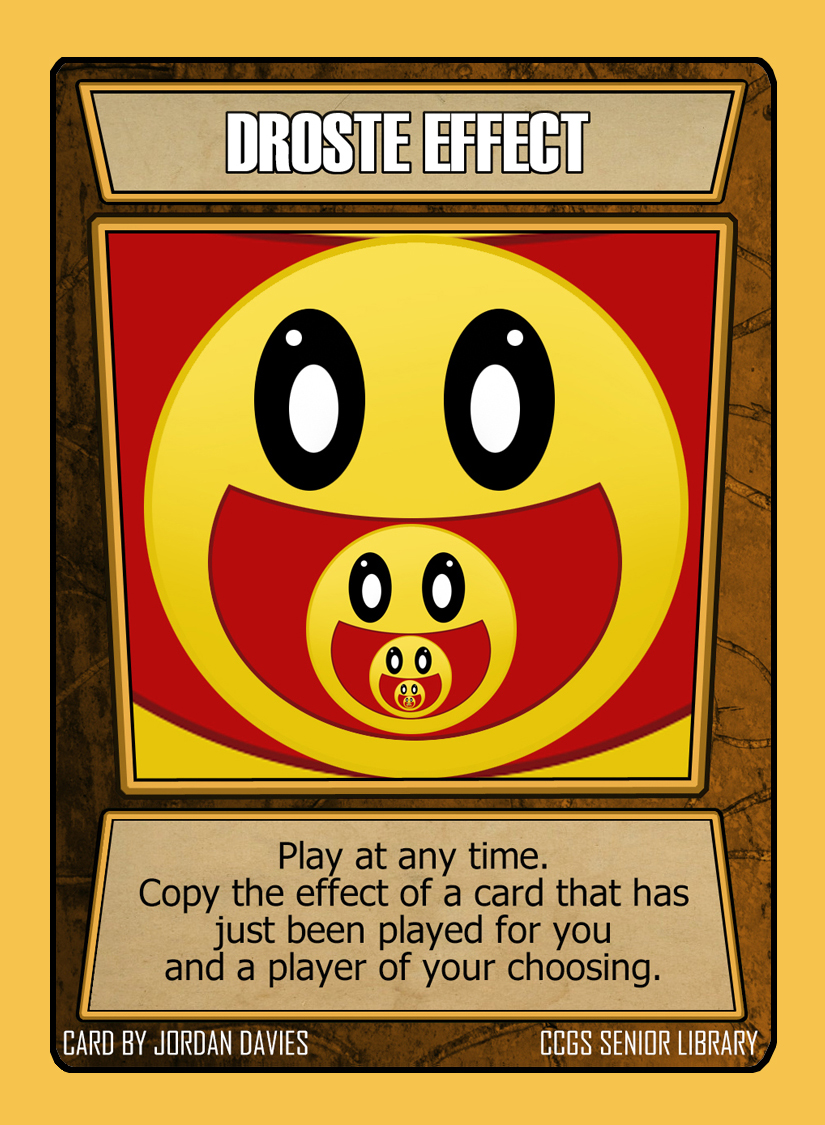 DROSTE EFFECT
Play at any time.
Copy the effect of a card that has
just been played for you
and a player of your choosing.
CARD BY JORDAN DAVIES
CCGS SENIOR LIBRARY